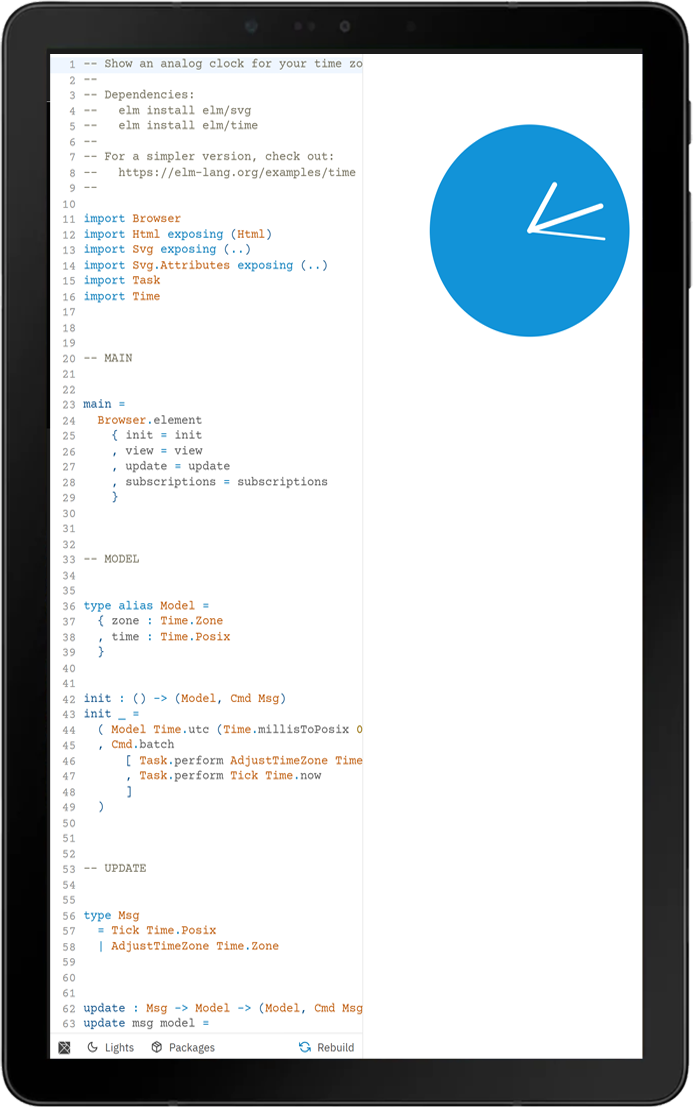 1 -- Show an analog clock for your time zo
2 --
3 -- Dependencies:
4 --   elm install elm/svg
5 --   elm install elm/time
6 --
7 -- For a simpler version, check out:
8 --   https://elm-lang.org/examples/time
9 --
10
11 import Browser
12 import Html exposing (Html)
13 import Svg exposing (..)
14 import Svg.Attributes exposing (..)
15 import Task
16 import Time
17
18
19
20 -- MAIN
21
22
23 main =
24   Browser.element
25     { init = init
26     , view = view
27     , update = update
28     , subscriptions = subscriptions
29     }
30
31
32
33 -- MODEL
34
35
36 type alias Model =
37   { zone : Time.Zone
38   , time : Time.Posix
39   }
40
41
42 init : () -> (Model, Cmd Msg)
43 init _ =
44   ( Model Time.utc (Time.millisToPosix 0
45   , Cmd.batch
46       [ Task.perform AdjustTimeZone Time
47       , Task.perform Tick Time.now
48       ]
49   )
50
51
52
53 -- UPDATE
54
55
56 type Msg
57   = Tick Time.Posix
58   | AdjustTimeZone Time.Zone
59
60
61
62 update : Msg -> Model -> (Model, Cmd Msg
63 update msg model =
Lights Packages Rebuild